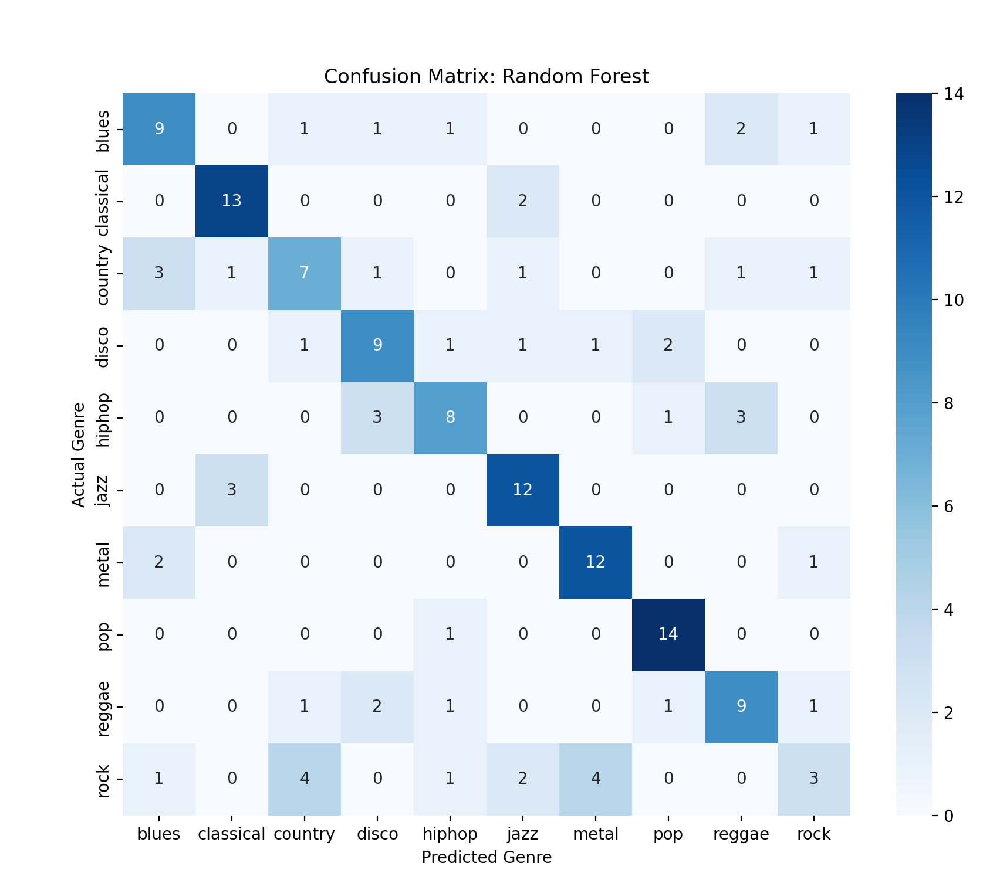 Confusion Matrix: Random Forest
Actual Genre
blues 9 0 1 1 1 0 0 0 2 1
classical 0 13 0 0 0 2 0 0 0 0
country 3 1 7 1 0 1 0 0 1 1
disco 0 0 1 9 1 1 1 2 0 0
hiphop 0 0 0 3 8 0 0 1 3 0
jazz 0 3 0 0 0 12 0 0 0 0
metal 2 0 0 0 0 0 12 0 0 1
pop 0 0 0 0 1 0 0 14 0 0
reggae 0 0 1 2 1 0 0 1 9 1
rock 1 0 4 0 1 2 4 0 0 3
blues classical country disco hiphop jazz metal pop reggae rock
Predicted Genre
14
12
10
8
6
4
2
0